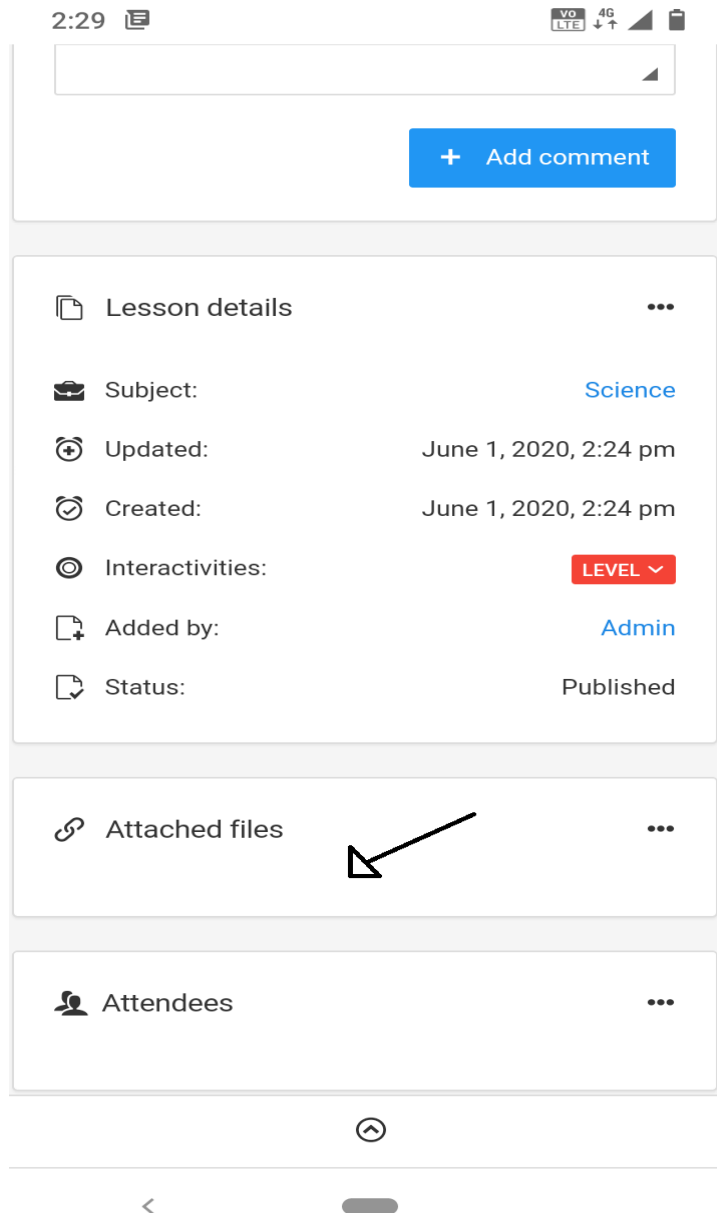 2:29 VO LTE 4G
+ Add comment
Lesson details
Subject: Science
Updated: June 1, 2020, 2:24 pm
Created: June 1, 2020, 2:24 pm
Interactivities: LEVEL
Added by: Admin
Status: Published
Attached files
Attendees